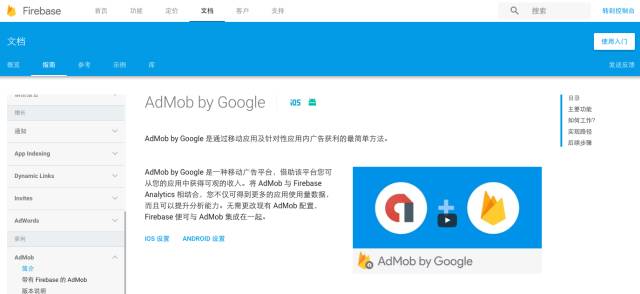 Firebase
首页 功能 定价 文档 客户 支持
搜索
转到控制台
文档
使用入门
概览 指南 参考 示例 库
发送反馈
增长
通知
App Indexing
Dynamic Links
Invites
AdWords
获利
AdMob
简介
带有 Firebase 的 AdMob
版本说明
AdMob by Google
iOS
AdMob by Google 是通过移动应用及针对性应用内广告获利的最简单方法。
AdMob by Google 是一种移动广告平台，借助该平台您可
从您的应用中获得可观的收入。将 AdMob 与 Firebase
Analytics 相结合，您不仅可得到更多的应用使用量数据，
而且可以提升分析能力。无需更改现有 AdMob 配置，
Firebase 便可与 AdMob 集成在一起。
IOS 设置 ANDROID 设置
AdMob by Google
目录
主要功能
如何工作?
实现路径
后续步骤